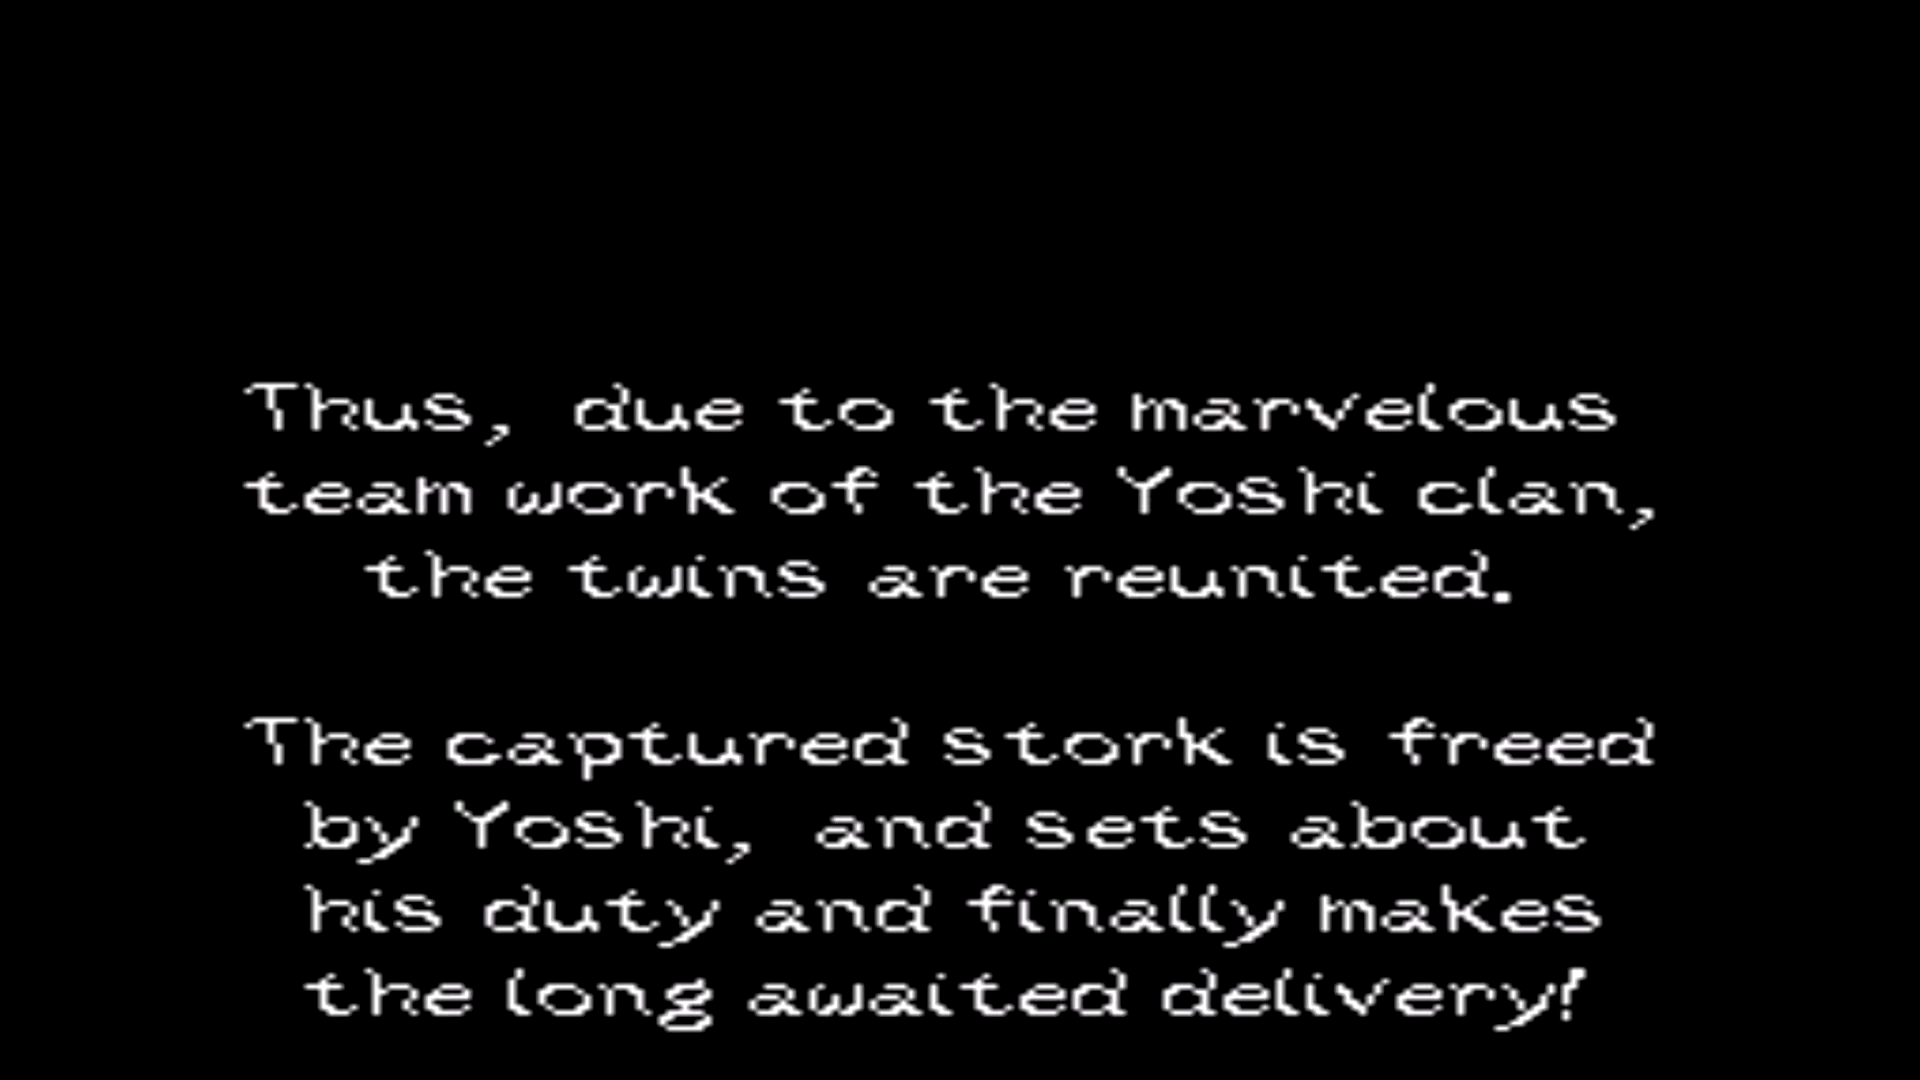 Thus, due to the marvelous
team work of the Yoshi clan,
the twins are reunited.
The captured stork is freed
by Yoshi, and sets about
his duty and finally makes
the long awaited delivery!